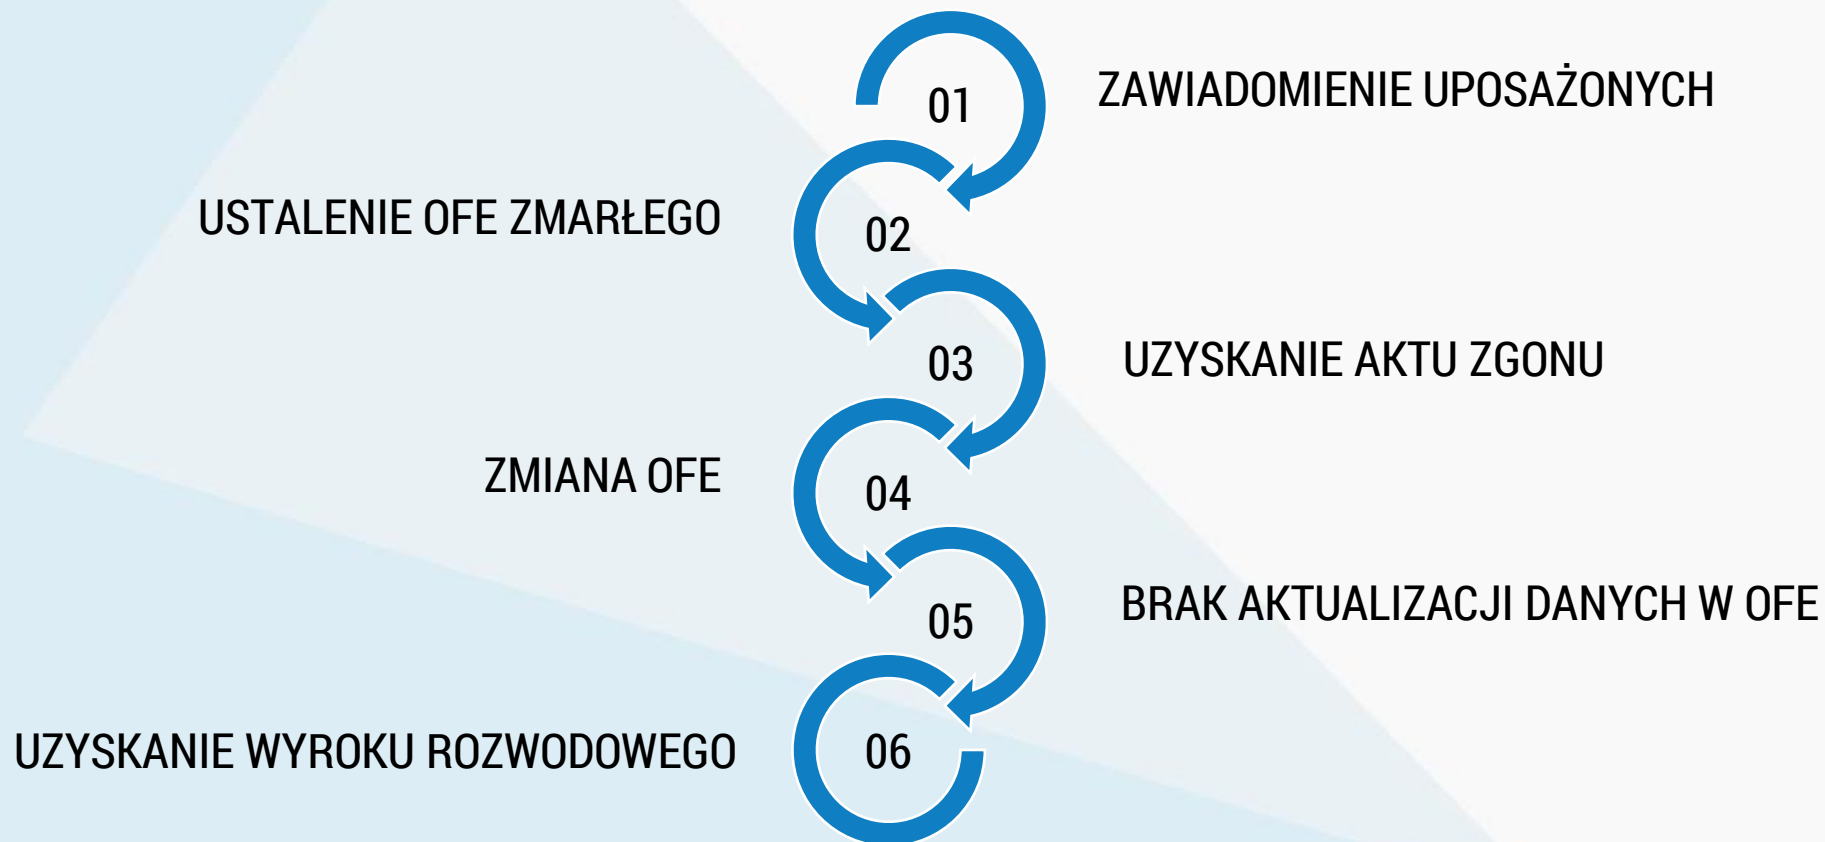 01
ZAWIADOMIENIE UPOSAŻONYCH
USTALENIE OFE ZMARŁEGO
02
03
UZYSKANIE AKTU ZGONU
ZMIANA OFE
04
05
BRAK AKTUALIZACJI DANYCH W OFE
UZYSKANIE WYROKU ROZWODOWEGO
06